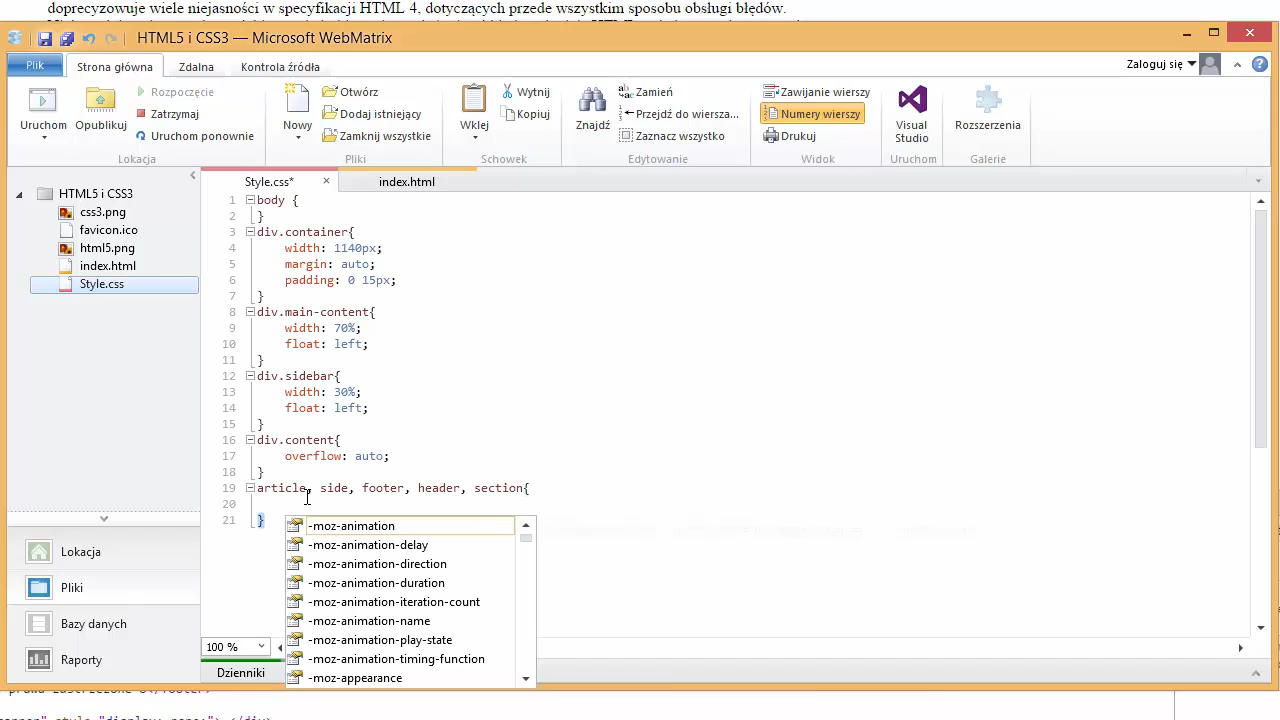 doprecyzowuje wiele niejasności w specyfikacji HTML 4, dotyczących przede wszystkim sposobu obsługi błędów.
HTML5 i CSS3 — Microsoft WebMatrix
Plik
Strona główna
Zdalna
Kontrola źródła
Zaloguj się
Uruchom
Opublikuj
Rozpoczęcie
Zatrzymaj
Uruchom ponownie
Lokacja
Nowy
Otwórz
Dodaj istniejący
Zamknij wszystkie
Pliki
Wklej
Wytnij
Kopiuj
Schowek
Znajdź
Zamień
Przejdź do wiersza...
Zaznacz wszystko
Edytowanie
Zawijanie wierszy
Numery wierszy
Drukuj
Widok
Visual
Studio
Uruchom
Rozszerzenia
Galerie
HTML5 i CSS3
css3.png
favicon.ico
html5.png
index.html
Style.css
Lokacja
Pliki
Bazy danych
Raporty
Style.css*
index.html
1 body {
2 }
3 div.container{
4 width: 1140px;
5 margin: auto;
6 padding: 0 15px;
7 }
8 div.main-content{
9 width: 70%;
10 float: left;
11 }
12 div.sidebar{
13 width: 30%;
14 float: left;
15 }
16 div.content{
17 overflow: auto;
18 }
19 article, side, footer, header, section{
20
21 }
-moz-animation
-moz-animation-delay
-moz-animation-direction
-moz-animation-duration
-moz-animation-iteration-count
-moz-animation-name
-moz-animation-play-state
-moz-animation-timing-function
-moz-appearance
100 %
Dzienniki
style="display: none;"> </div>